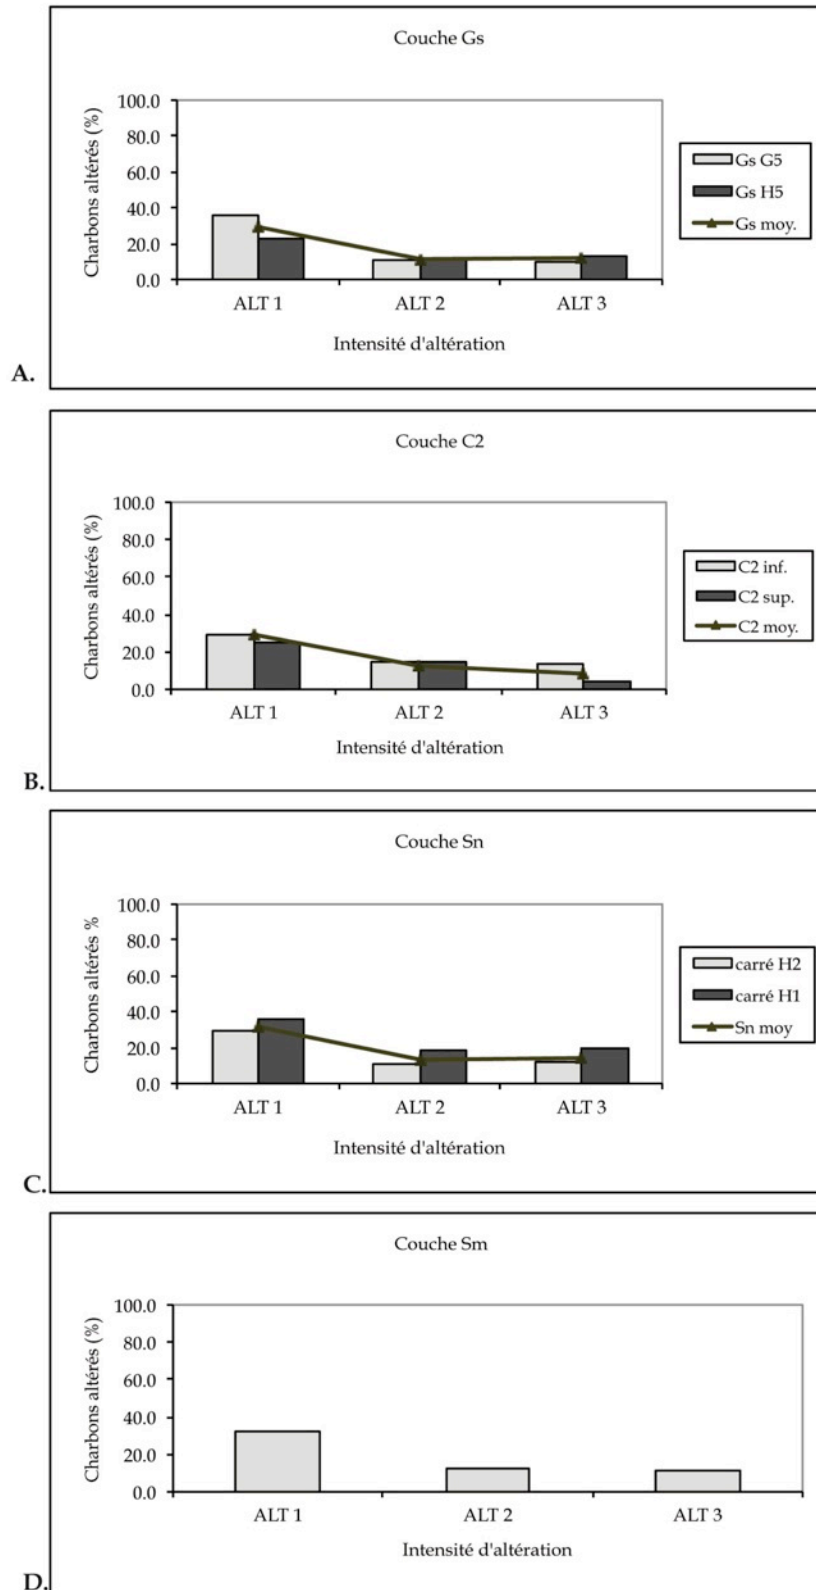 Couche Gs
Charbons altérés (%)
100.0
80.0
60.0
40.0
20.0
0.0
ALT 1 ALT 2 ALT 3
Intensité d'altération
Gs G5
Gs H5
Gs moy.
A.
Couche C2
Charbons altérés (%)
100.0
80.0
60.0
40.0
20.0
0.0
ALT 1 ALT 2 ALT 3
Intensité d'altération
C2 inf.
C2 sup.
C2 moy.
B.
Couche Sn
Charbons altérés %
100.0
80.0
60.0
40.0
20.0
0.0
ALT 1 ALT 2 ALT 3
Intensité d'altération
carré H2
carré H1
Sn moy
C.
Couche Sm
Charbons altérés (%)
100.0
80.0
60.0
40.0
20.0
0.0
ALT 1 ALT 2 ALT 3
Intensité d'altération
D.